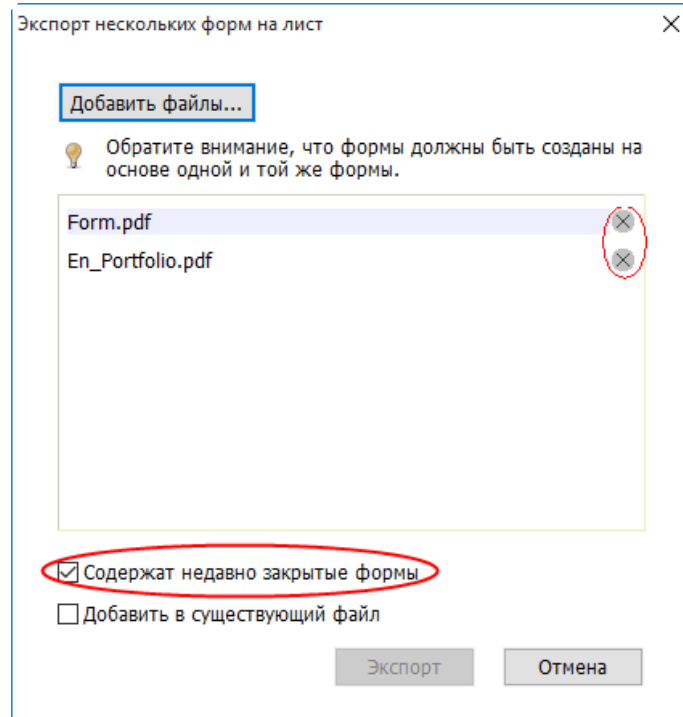 Экспорт нескольких форм на лист
Добавить файлы...
Обратите внимание, что формы должны быть созданы на
основе одной и той же формы.
Form.pdf
En_Portfolio.pdf
Содержат недавно закрытые формы
Добавить в существующий файл
Экспорт
Отмена